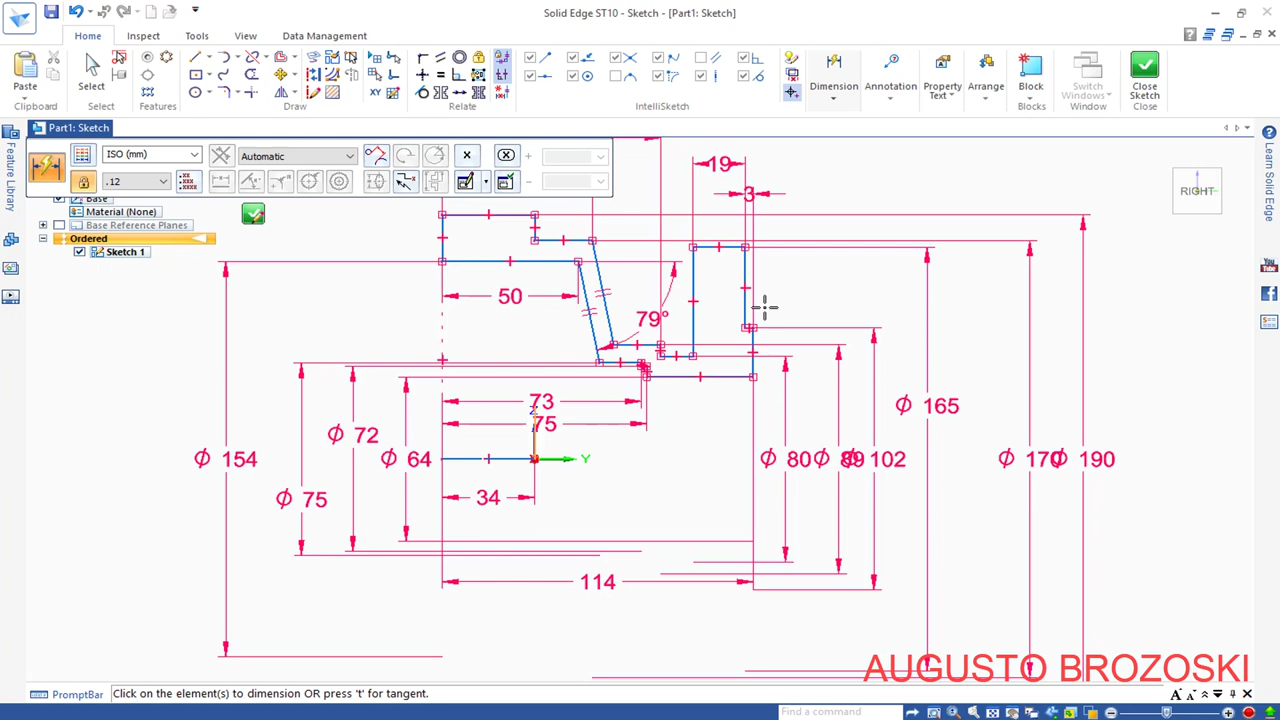 Solid Edge ST10 - Sketch - [Part1: Sketch]
Home Inspect Tools View Data Management
Paste Select Dimension Annotation Property Text Arrange Block Switch Windows Close Sketch
Clipboard Select Features Draw Relate IntelliSketch Dimension Blocks Window Close
Part1: Sketch
ISO (mm) Automatic
.12
Base
Material (None)
Base Reference Planes
Ordered
Sketch 1
Feature Library
Learn Solid Edge
You Tube
RIGHT
19
3
50
79°
73
75
Z
Y
34
114
ϕ 154
ϕ 75
ϕ 72
ϕ 64
ϕ 80
ϕ 89
ϕ 102
ϕ 165
ϕ 170
ϕ 190
AUGUSTO BROZOSKI
PromptBar Click on the element(s) to dimension OR press 't' for tangent.
Find a command